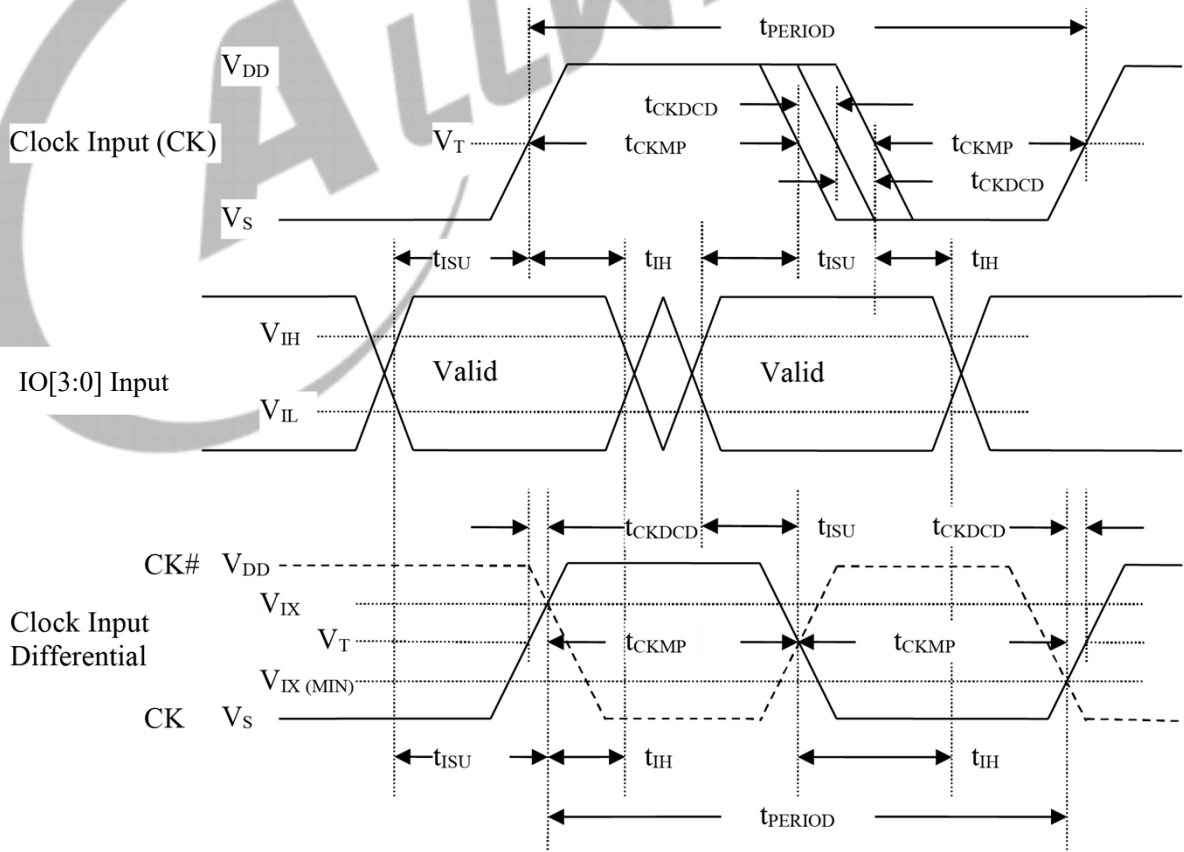 ALLW
tPERIOD
VDD
tCKDCD
Clock Input (CK)
VT
tCKMP
tCKMP
tCKDCD
VS
tISU
tIH
tISU
tIH
VIH
Valid
Valid
IO[3:0] Input
VIL
tCKDCD
tISU
tCKDCD
CK# VDD
VIX
Clock Input
Differential
VT
tCKMP
tCKMP
VIX (MIN)
CK VS
tISU
tIH
tIH
tPERIOD